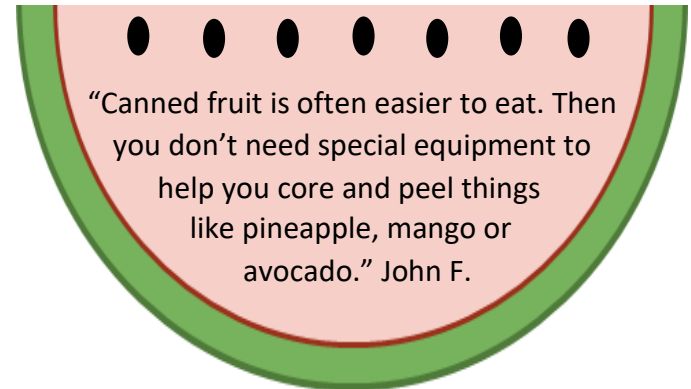 “Canned fruit is often easier to eat. Then
you don’t need special equipment to
help you core and peel things
like pineapple, mango or
avocado.” John F.